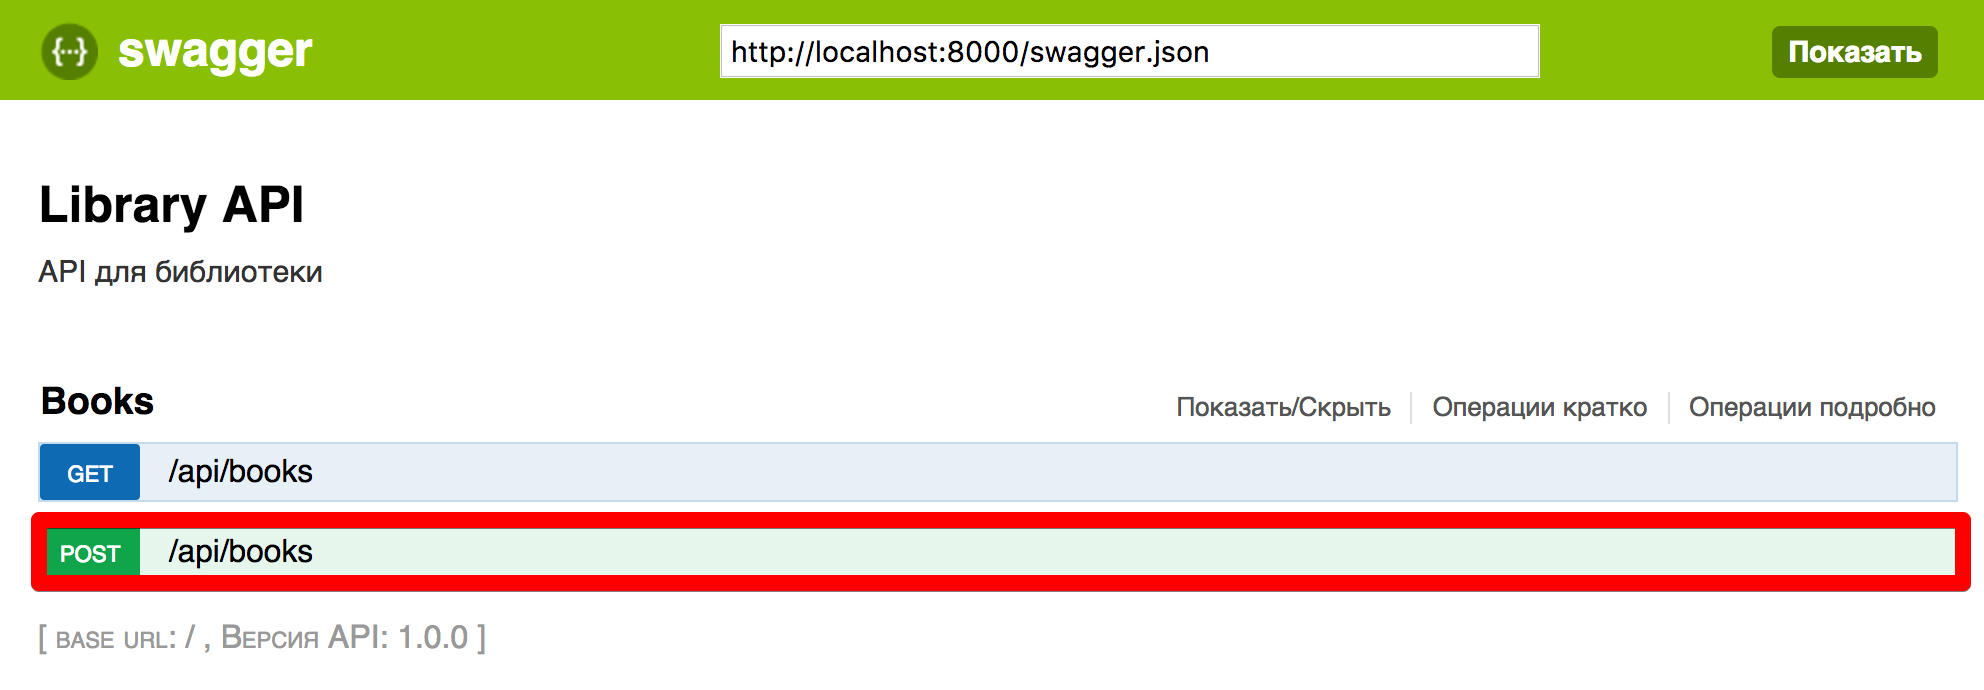 {···} swagger
http://localhost:8000/swagger.json
Показать
Library API
API для библиотеки
Books
Показать/Скрыть
Операции кратко
Операции подробно
GET /api/books
POST /api/books
[ BASE URL: / , ВЕРСИЯ API: 1.0.0 ]